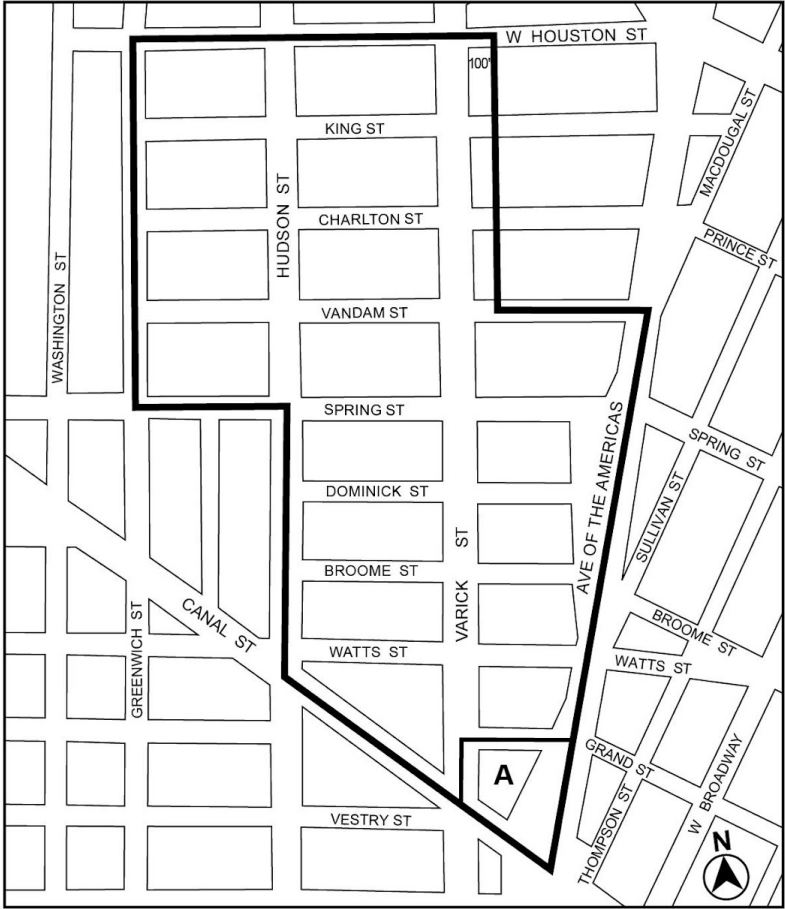 W HOUSTON ST
100'
KING ST
MACDOUGAL ST
HUDSON ST
CHARLTON ST
PRINCE ST
WASHINGTON ST
VANDAM ST
SPRING ST
AVE OF THE AMERICAS
SPRING ST
DOMINICK ST
SULLIVAN ST
VARICK ST
BROOME ST
CANAL ST
GREENWICH ST
BROOME ST
WATTS ST
WATTS ST
GRAND ST
W BROADWAY
A
THOMPSON ST
VESTRY ST
N